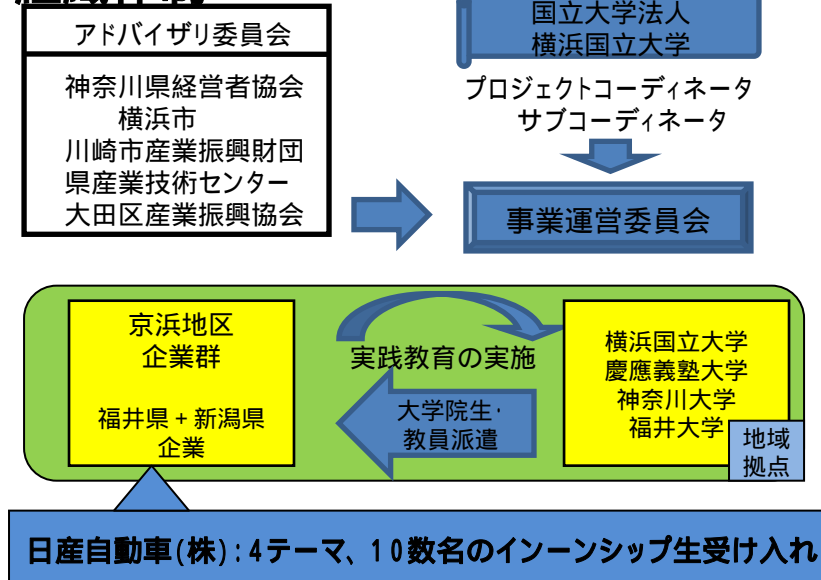 アドバイザリ委員会
神奈川県経営者協会
横浜市
川崎市産業振興財団
県産業技術センター
大田区産業振興協会
国立大学法人
横浜国立大学
プロジェクトコーディネータ
サブコーディネータ
事業運営委員会
京浜地区
企業群
福井県+新潟県
企業
実践教育の実施
大学院生・
教員派遣
横浜国立大学
慶應義塾大学
神奈川大学
福井大学
地域
拠点
日産自動車(株):4テーマ、10数名のインーンシップ生受け入れ